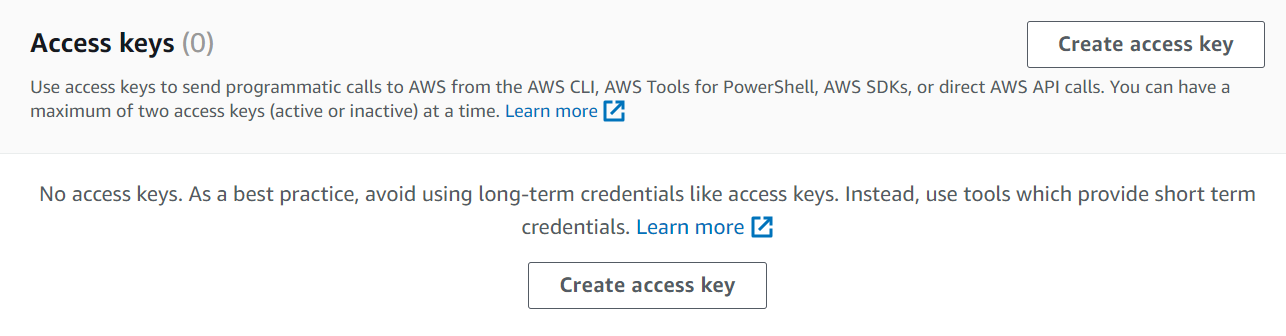 Access keys (0)
Create access key
Use access keys to send programmatic calls to AWS from the AWS CLI, AWS Tools for PowerShell, AWS SDKs, or direct AWS API calls. You can have a
maximum of two access keys (active or inactive) at a time. Learn more
No access keys. As a best practice, avoid using long-term credentials like access keys. Instead, use tools which provide short term
credentials. Learn more
Create access key